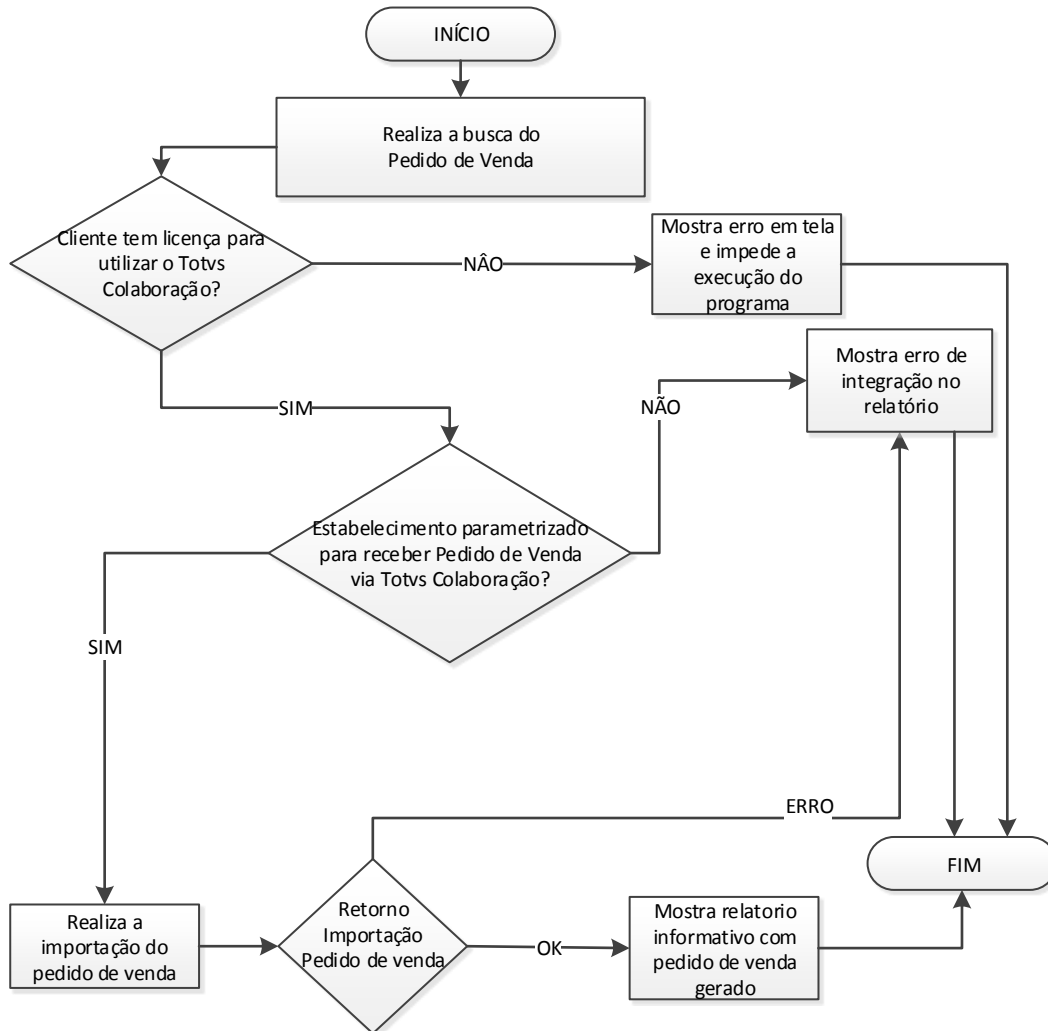 INÍCIO
Realiza a busca do
Pedido de Venda
Cliente tem licença para
utilizar o Totvs
Colaboração?
NÂO
Mostra erro em tela
e impede a
execução do
programa
Mostra erro de
integração no
relatório
SIM
NÃO
Estabelecimento parametrizado
para receber Pedido de Venda
via Totvs Colaboração?
SIM
ERRO
FIM
Realiza a
importação do
pedido de venda
Retorno
Importação
Pedido de venda
OK
Mostra relatorio
informativo com
pedido de venda
gerado